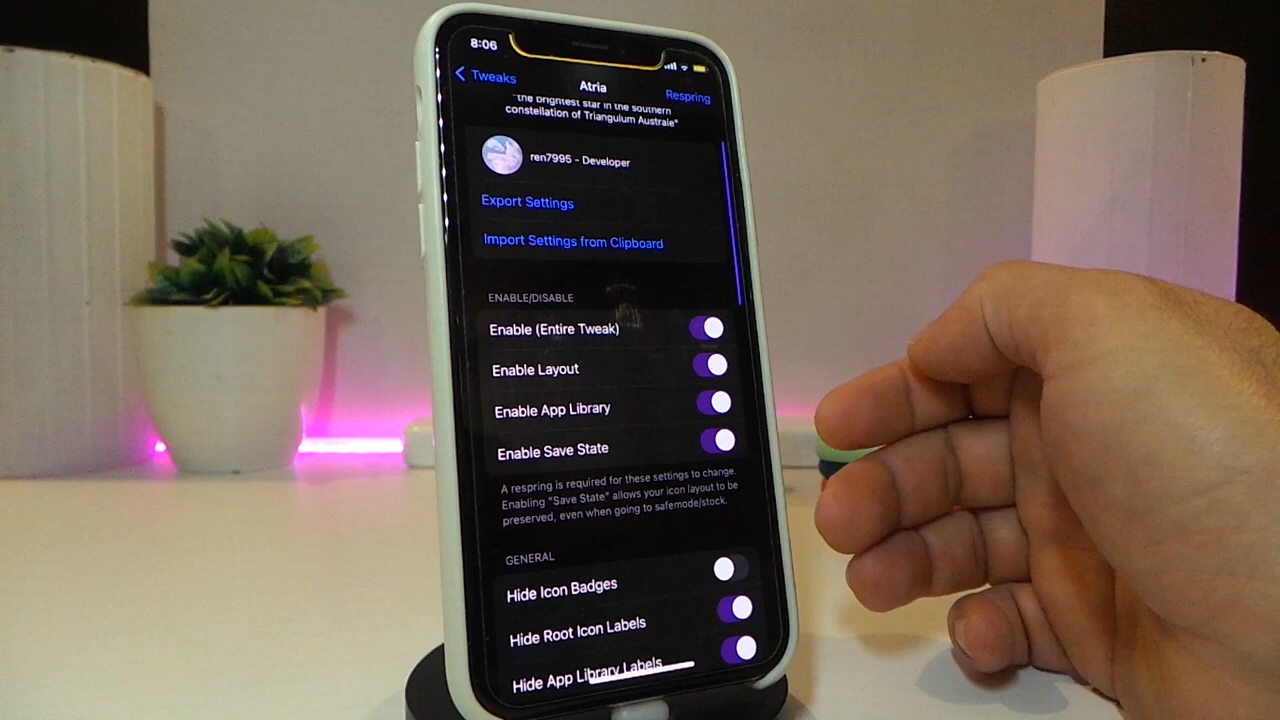 8:06
Tweaks
Atria
Respring
"the brightest star in the southern
constellation of Triangulum Australe"
ren7995 - Developer
Export Settings
Import Settings from Clipboard
ENABLE/DISABLE
Enable (Entire Tweak)
Enable Layout
Enable App Library
Enable Save State
A respring is required for these settings to change.
Enabling "Save State" allows your icon layout to be
preserved, even when going to safemode/stock.
GENERAL
Hide Icon Badges
Hide Root Icon Labels
Hide App Library Labels